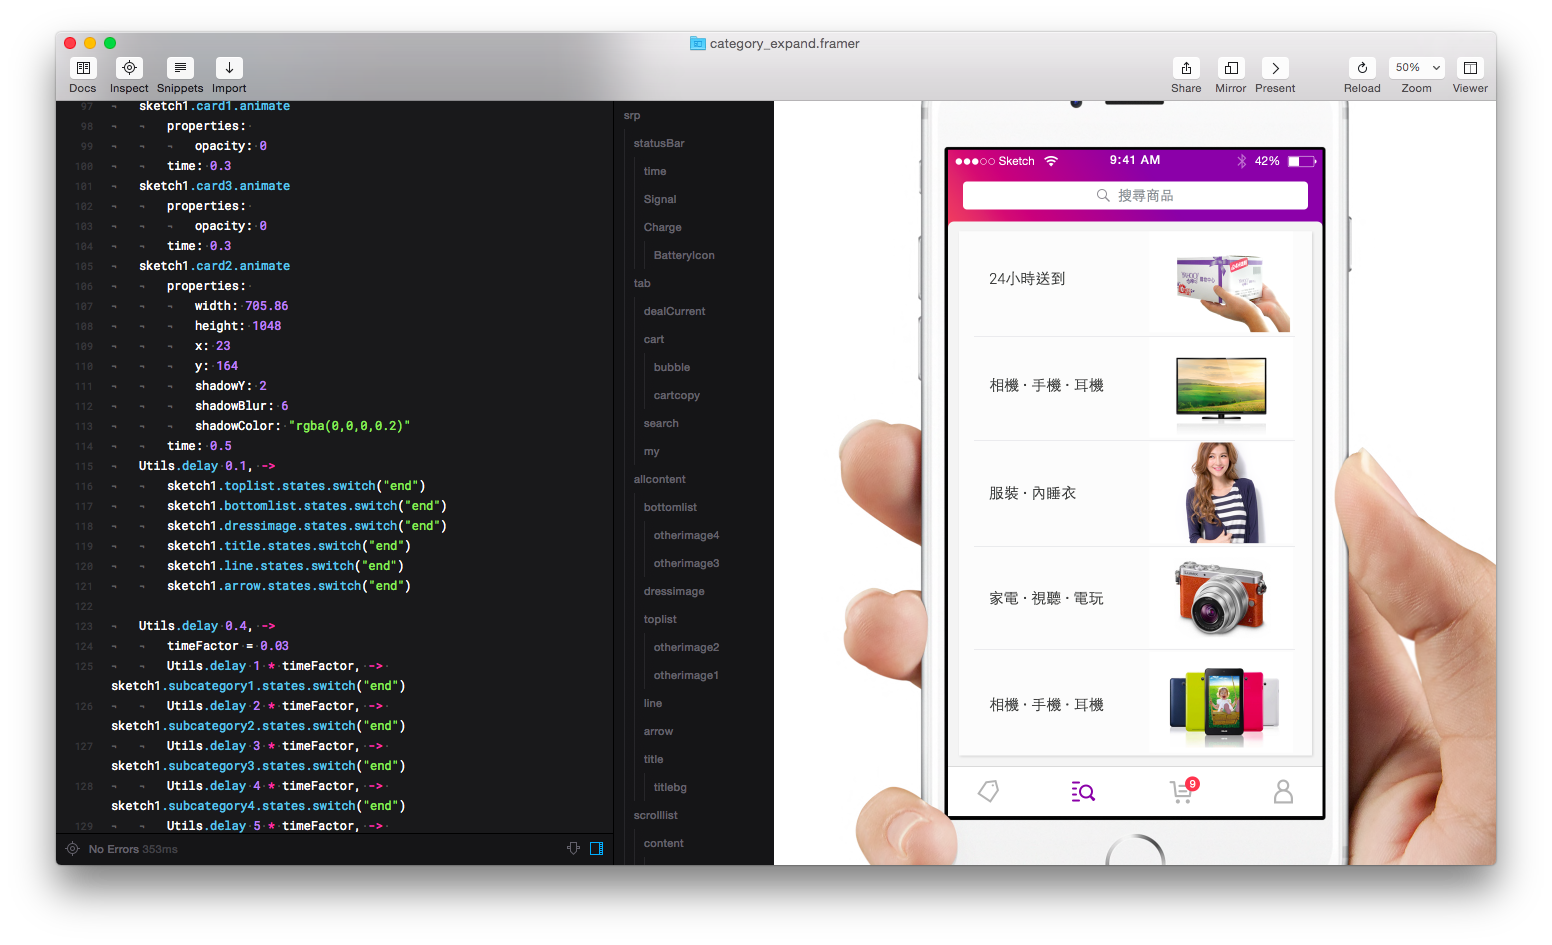 category_expand.framer
Docs
Inspect
Snippets
Import
Share
Mirror
Present
Reload
50%
Zoom
Viewer
97 sketch1.card1.animate
98 properties:
99 opacity: 0
100 time: 0.3
101 sketch1.card3.animate
102 properties:
103 opacity: 0
104 time: 0.3
105 sketch1.card2.animate
106 properties:
107 width: 705.86
108 height: 1048
109 x: 23
110 y: 164
111 shadowY: 2
112 shadowBlur: 6
113 shadowColor: "rgba(0,0,0,0.2)"
114 time: 0.5
115 Utils.delay 0.1, ->
116 sketch1.toplist.states.switch("end")
117 sketch1.bottomlist.states.switch("end")
118 sketch1.dressimage.states.switch("end")
119 sketch1.title.states.switch("end")
120 sketch1.line.states.switch("end")
121 sketch1.arrow.states.switch("end")
122
123 Utils.delay 0.4, ->
124 timeFactor = 0.03
125 Utils.delay 1 * timeFactor, ->
sketch1.subcategory1.states.switch("end")
126 Utils.delay 2 * timeFactor, ->
sketch1.subcategory2.states.switch("end")
127 Utils.delay 3 * timeFactor, ->
sketch1.subcategory3.states.switch("end")
128 Utils.delay 4 * timeFactor, ->
sketch1.subcategory4.states.switch("end")
129 Utils.delay 5 * timeFactor, ->
No Errors 353ms
srp
statusBar
time
Signal
Charge
BatteryIcon
tab
dealCurrent
cart
bubble
cartcopy
search
my
allcontent
bottomlist
otherimage4
otherimage3
dressimage
toplist
otherimage2
otherimage1
line
arrow
title
titlebg
scrolllist
content
Sketch 9:41 AM 42%
搜尋商品
24小時送到
YAHOO!
相機 · 手機 · 耳機
服裝 · 內睡衣
家電 · 視聽 · 電玩
相機 · 手機 · 耳機
9